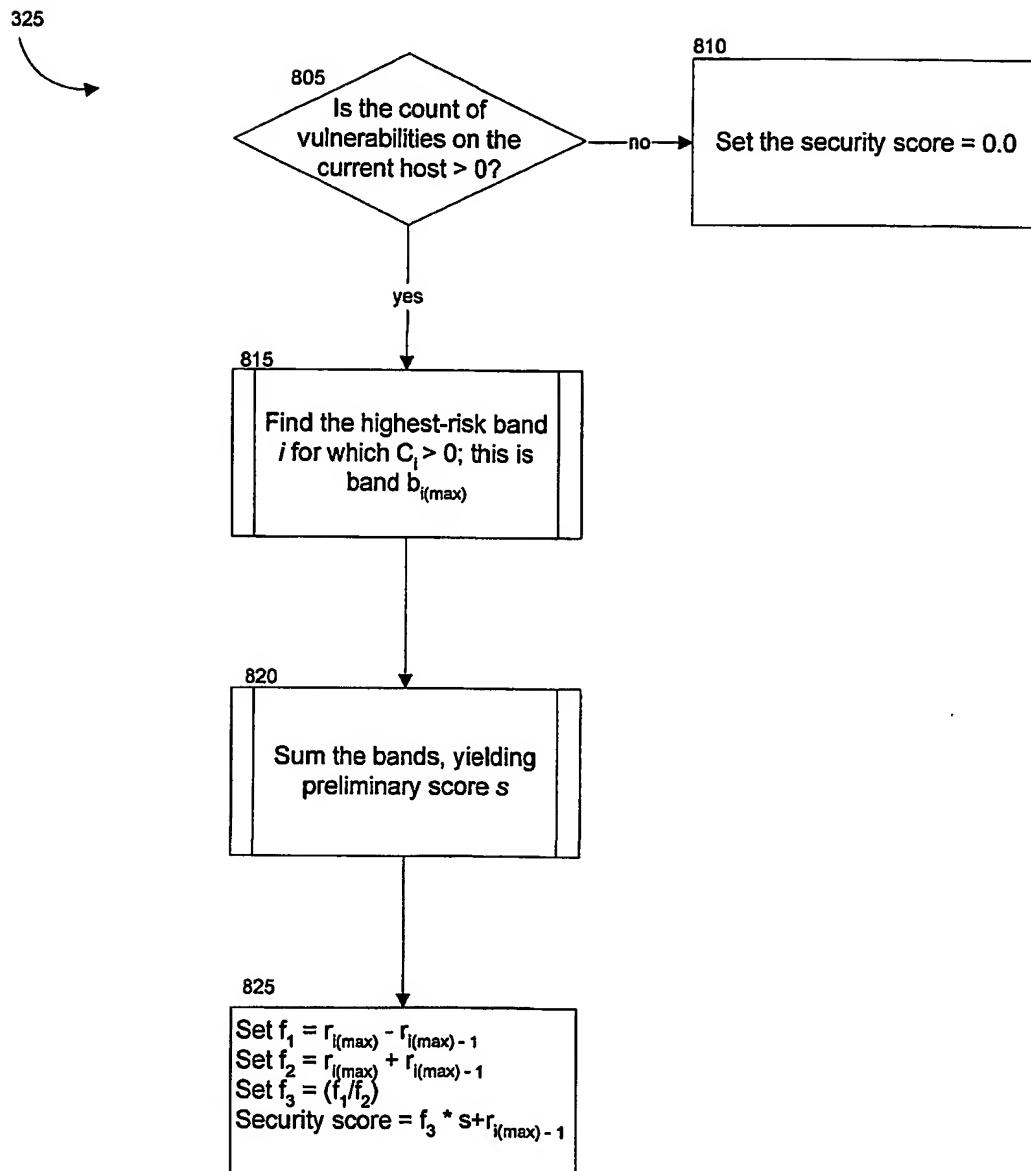 325
805
Is the count of
vulnerabilities on the
current host > 0?
no
810
Set the security score = 0.0
yes
815
Find the highest-risk band
i for which C_i > 0; this is
band b_i(max)
820
Sum the bands, yielding
preliminary score s
825
Set f_1 = r_i(max) - r_i(max) - 1
Set f_2 = r_i(max) + r_i(max) - 1
Set f_3 = (f_1/f_2)
Security score = f_3 * s+r_i(max) - 1